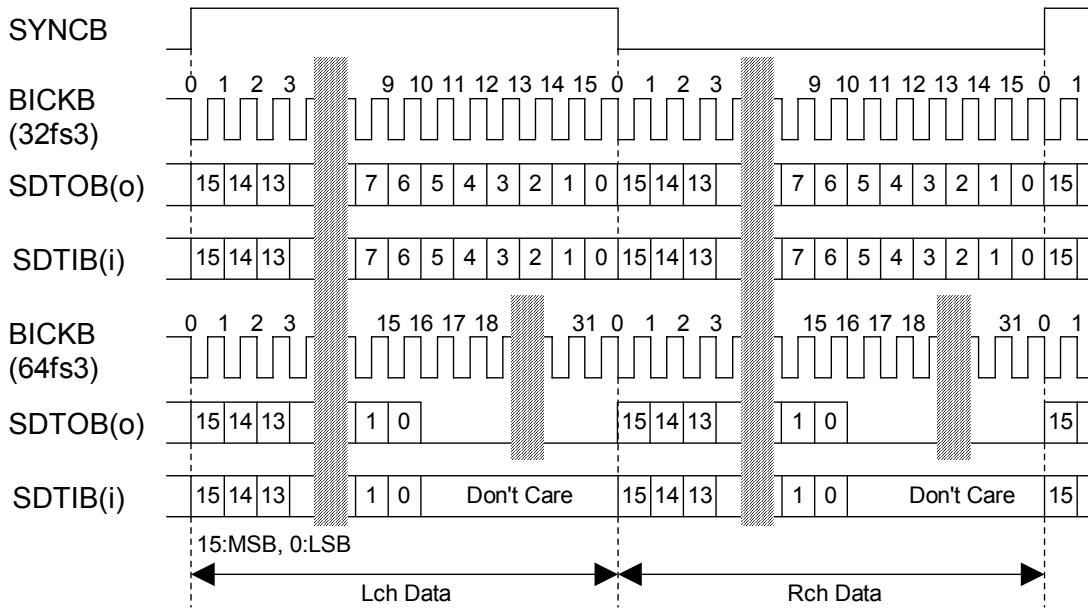 SYNCB
0 1 2 3 9 10 11 12 13 14 15 0 1 2 3 9 10 11 12 13 14 15 0 1
BICKB
(32fs3)
SDTOB(o) 15 14 13 7 6 5 4 3 2 1 0 15 14 13 7 6 5 4 3 2 1 0 15
SDTIB(i) 15 14 13 7 6 5 4 3 2 1 0 15 14 13 7 6 5 4 3 2 1 0 15
0 1 2 3 15 16 17 18 31 0 1 2 3 15 16 17 18 31 0 1
BICKB
(64fs3)
SDTOB(o) 15 14 13 1 0 15 14 13 1 0 15
SDTIB(i) 15 14 13 1 0 Don't Care 15 14 13 1 0 Don't Care 15
15:MSB, 0:LSB
Lch Data Rch Data